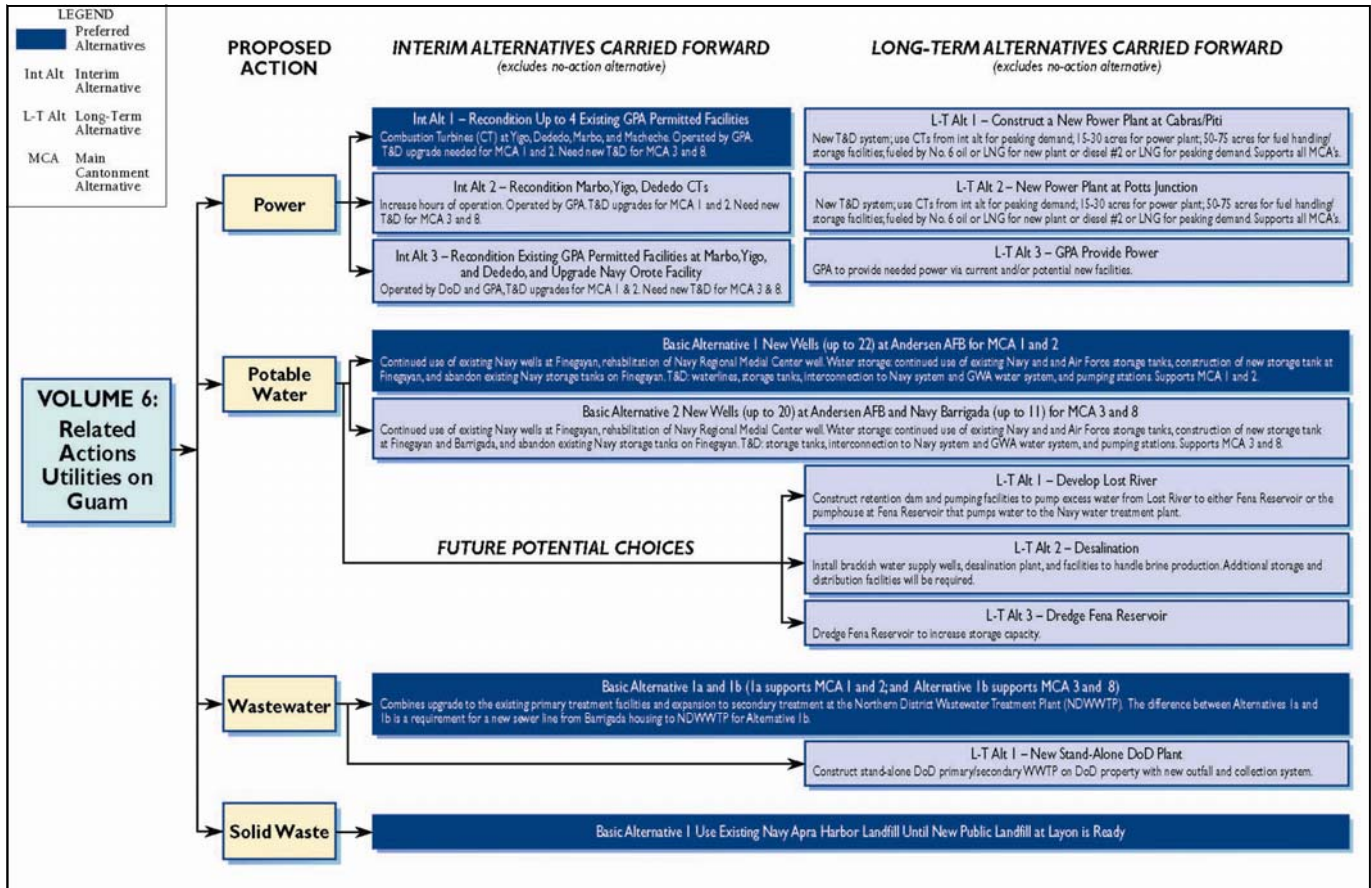 LEGEND
Preferred
Alternatives
Int Alt Interim
Alternative
L-T Alt Long-Term
Alternative
MCA Main
Cantonment
Alternative
PROPOSED
ACTION
INTERIM ALTERNATIVES CARRIED FORWARD
(excludes no-action alternative)
LONG-TERM ALTERNATIVES CARRIED FORWARD
(excludes no-action alternative)
VOLUME 6:
Related
Actions
Utilities on
Guam
Power
Int Alt 1 – Recondition Up to 4 Existing GPA Permitted Facilities
Combustion Turbines (CT) at Yigo, Dededo, Marbo, and Macheche. Operated by GPA.
T&D upgrade needed for MCA 1 and 2. Need new T&D for MCA 3 and 8.
Int Alt 2 – Recondition Marbo, Yigo, Dededo CTs
Increase hours of operation. Operated by GPA. T&D upgrades for MCA 1 and 2. Need new
T&D for MCA 3 and 8.
Int Alt 3 – Recondition Existing GPA Permitted Facilities at Marbo, Yigo,
and Dededo, and Upgrade Navy Orote Facility
Operated by DoD and GPA, T&D upgrades for MCA 1 & 2. Need new T&D for MCA 3 & 8.
L-T Alt 1 – Construct a New Power Plant at Cabras/Piti
New T&D system; use CTs from int alt for peaking demand; 15-30 acres for power plant; 50-75 acres for fuel handling/
storage facilities; fueled by No. 6 oil or LNG for new plant or diesel #2 or LNG for peaking demand. Supports all MCA's.
L-T Alt 2 – New Power Plant at Potts Junction
New T&D system; use CTs from int alt for peaking demand; 15-30 acres for power plant; 50-75 acres for fuel handling/
storage facilities; fueled by No. 6 oil or LNG for new plant or diesel #2 or LNG for peaking demand. Supports all MCA's.
L-T Alt 3 – GPA Provide Power
GPA to provide needed power via current and/or potential new facilities.
Potable
Water
Basic Alternative 1 New Wells (up to 22) at Andersen AFB for MCA 1 and 2
Continued use of existing Navy wells at Finegayan, rehabilitation of Navy Regional Medial Center well. Water storage: continued use of existing Navy and and Air Force storage tanks, construction of new storage tank at
Finegayan, and abandon existing Navy storage tanks on Finegayan. T&D: waterlines, storage tanks, interconnection to Navy system and GWA water system, and pumping stations. Supports MCA 1 and 2.
Basic Alternative 2 New Wells (up to 20) at Andersen AFB and Navy Barrigada (up to 11) for MCA 3 and 8
Continued use of existing Navy wells at Finegayan, rehabilitation of Navy Regional Medial Center well. Water storage: continued use of existing Navy and and Air Force storage tanks, construction of new storage tank
at Finegayan and Barrigada, and abandon existing Navy storage tanks on Finegayan. T&D: storage tanks, interconnection to Navy system and GWA water system, and pumping stations. Supports MCA 3 and 8.
FUTURE POTENTIAL CHOICES
L-T Alt 1 – Develop Lost River
Construct retention dam and pumping facilities to pump excess water from Lost River to either Fena Reservoir or the
pumphouse at Fena Reservoir that pumps water to the Navy water treatment plant.
L-T Alt 2 – Desalination
Install brackish water supply wells, desalination plant, and facilities to handle brine production. Additional storage and
distribution facilities will be required.
L-T Alt 3 – Dredge Fena Reservoir
Dredge Fena Reservoir to increase storage capacity.
Wastewater
Basic Alternative 1a and 1b (1a supports MCA 1 and 2; and Alternative 1b supports MCA 3 and 8)
Combines upgrade to the existing primary treatment facilities and expansion to secondary treatment at the Northern District Wastewater Treatment Plant (NDWWTP). The difference between Alternatives 1a and
1b is a requirement for a new sewer line from Barrigada housing to NDWWTP for Alternative 1b.
L-T Alt 1 – New Stand-Alone DoD Plant
Construct stand-alone DoD primary/secondary WWTP on DoD property with new outfall and collection system.
Solid Waste
Basic Alternative 1 Use Existing Navy Apra Harbor Landfill Until New Public Landfill at Layon is Ready